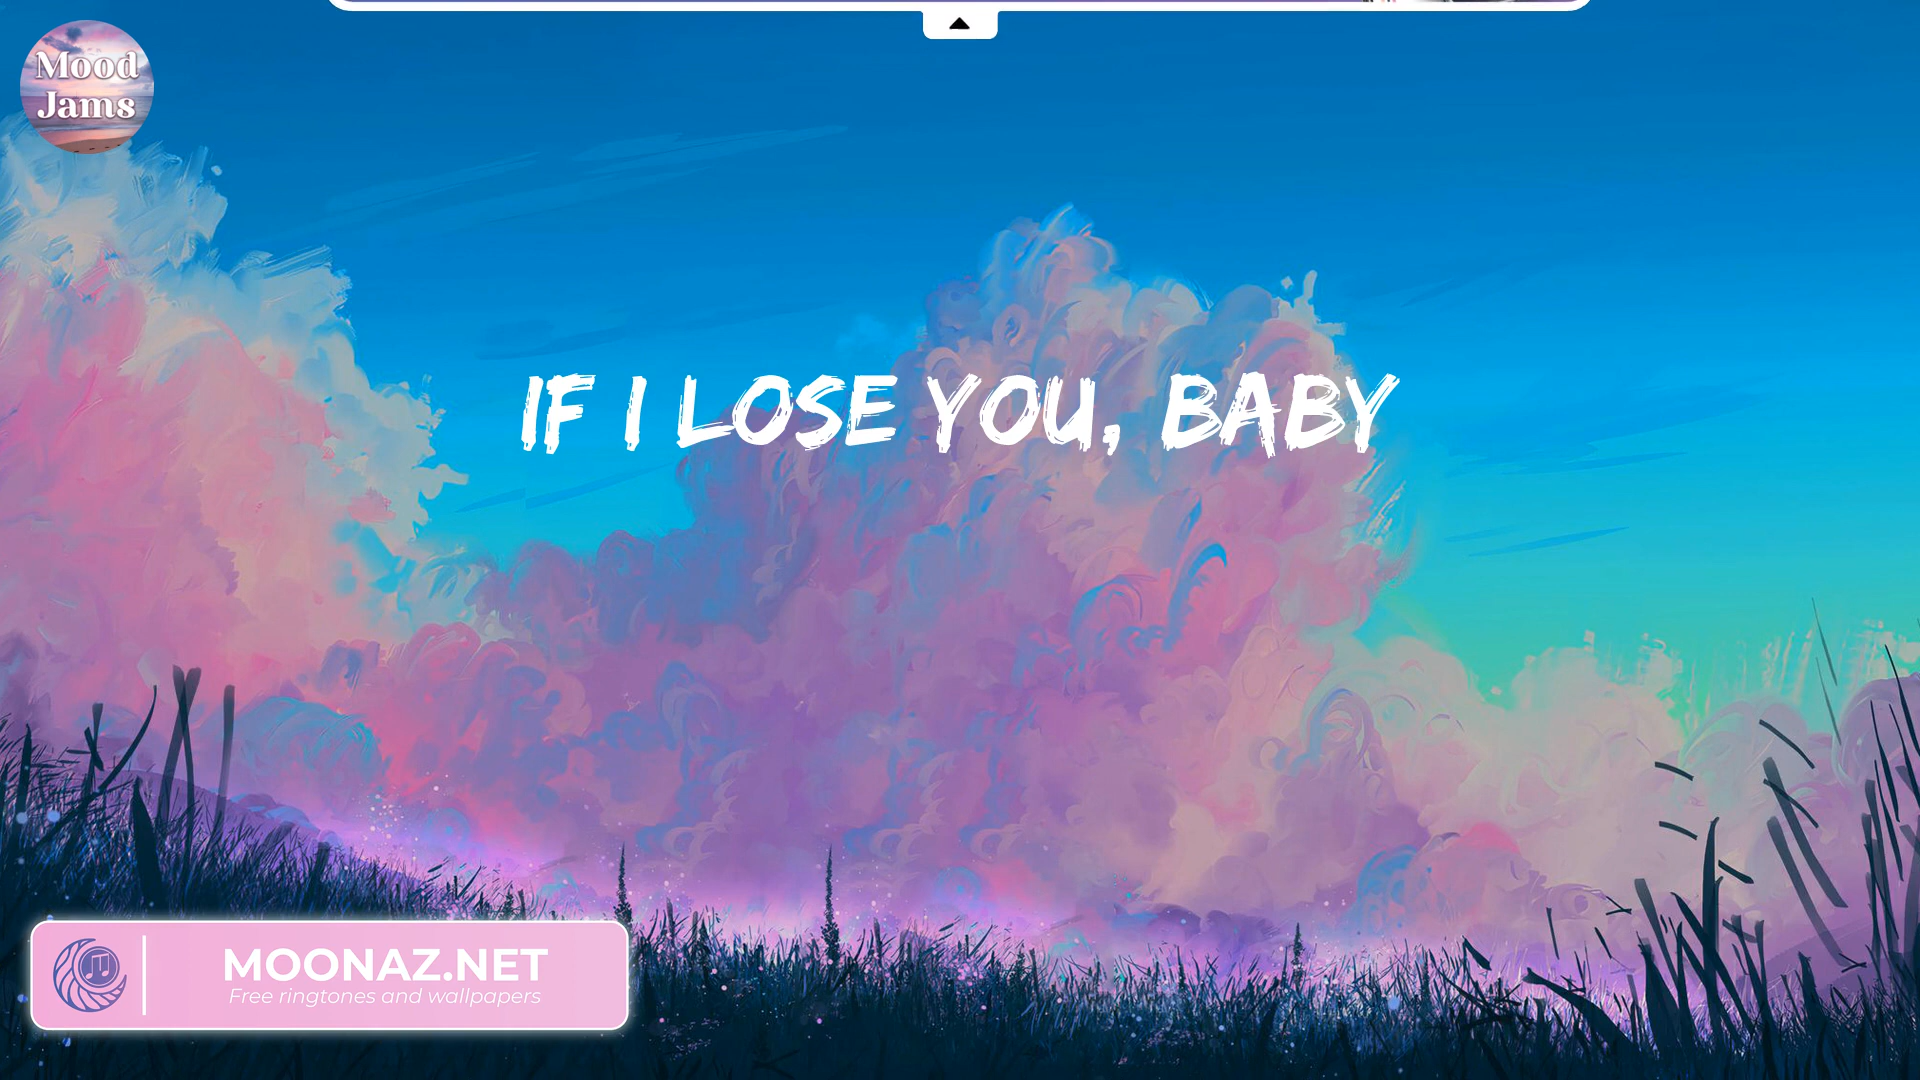 Mood
Jams
IF I LOSE YOU, BABY
MOONAZ.NET
Free ringtones and wallpapers